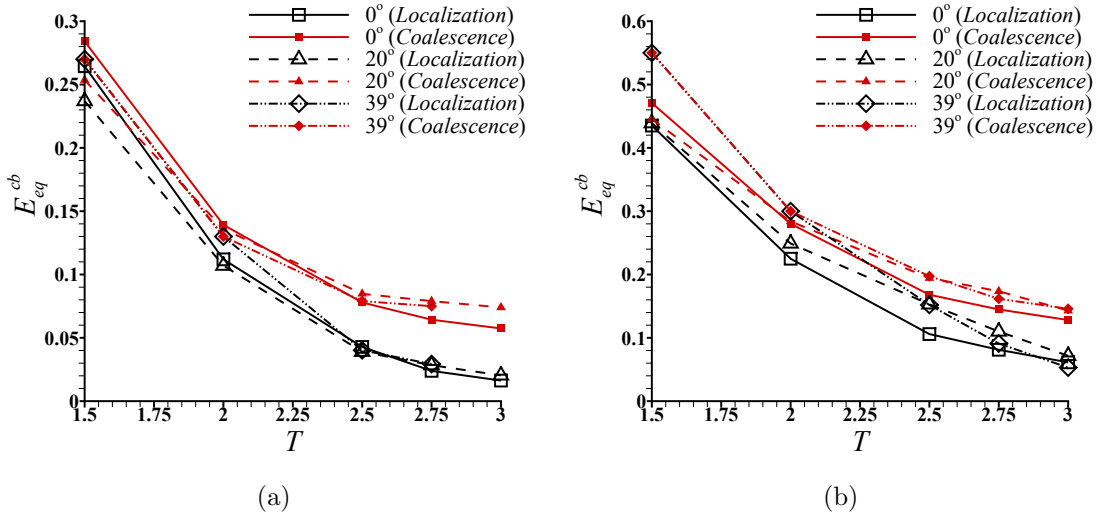 0.3
0.25
0.2
0.15
0.1
0.05
0
E_eq^cb
0° (Localization)
0° (Coalescence)
20° (Localization)
20° (Coalescence)
39° (Localization)
39° (Coalescence)
1.5 1.75 2 2.25 2.5 2.75 3
T
(a)
0.6
0.5
0.4
0.3
0.2
0.1
0
E_eq^cb
0° (Localization)
0° (Coalescence)
20° (Localization)
20° (Coalescence)
39° (Localization)
39° (Coalescence)
1.5 1.75 2 2.25 2.5 2.75 3
T
(b)